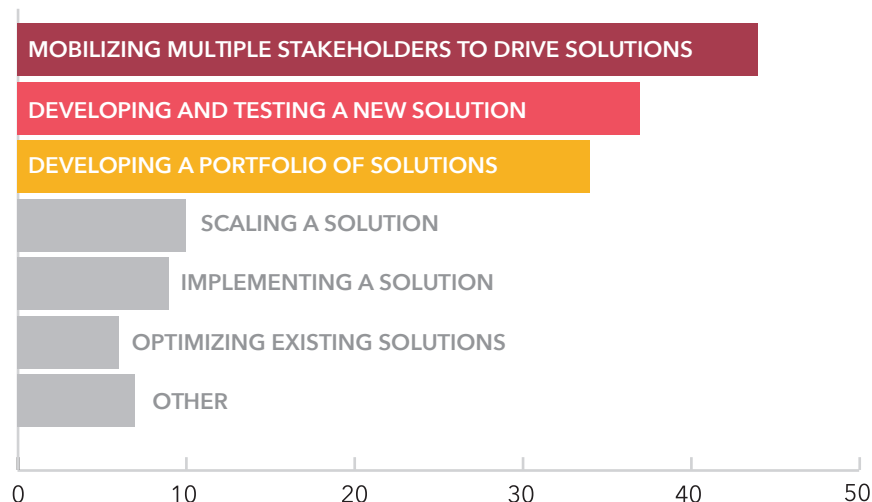 MOBILIZING MULTIPLE STAKEHOLDERS TO DRIVE SOLUTIONS
DEVELOPING AND TESTING A NEW SOLUTION
DEVELOPING A PORTFOLIO OF SOLUTIONS
SCALING A SOLUTION
IMPLEMENTING A SOLUTION
OPTIMIZING EXISTING SOLUTIONS
OTHER
0 10 20 30 40 50